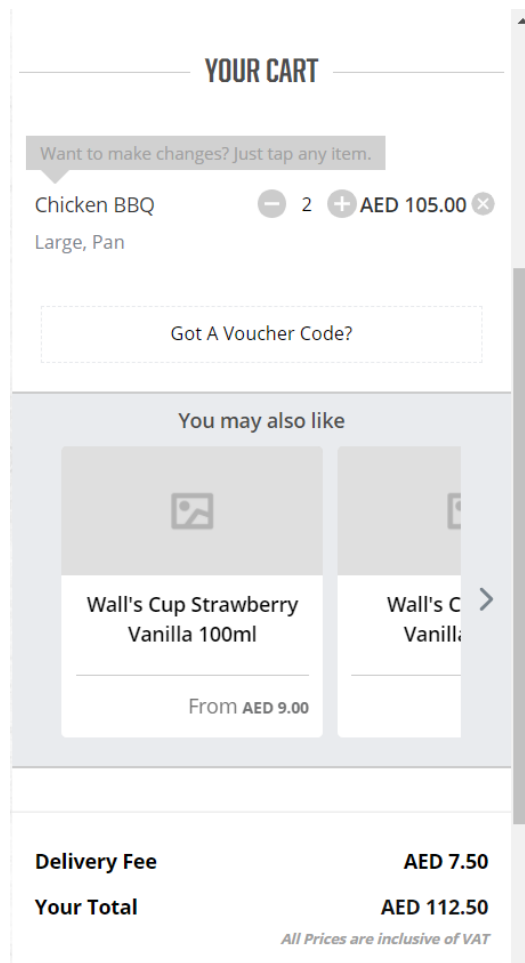 YOUR CART
Want to make changes? Just tap any item.
Chicken BBQ 2 AED 105.00
Large, Pan
Got A Voucher Code?
You may also like
Wall's Cup Strawberry
Vanilla 100ml
From AED 9.00
Wall's C
Vanill
Delivery Fee AED 7.50
Your Total AED 112.50
All Prices are inclusive of VAT